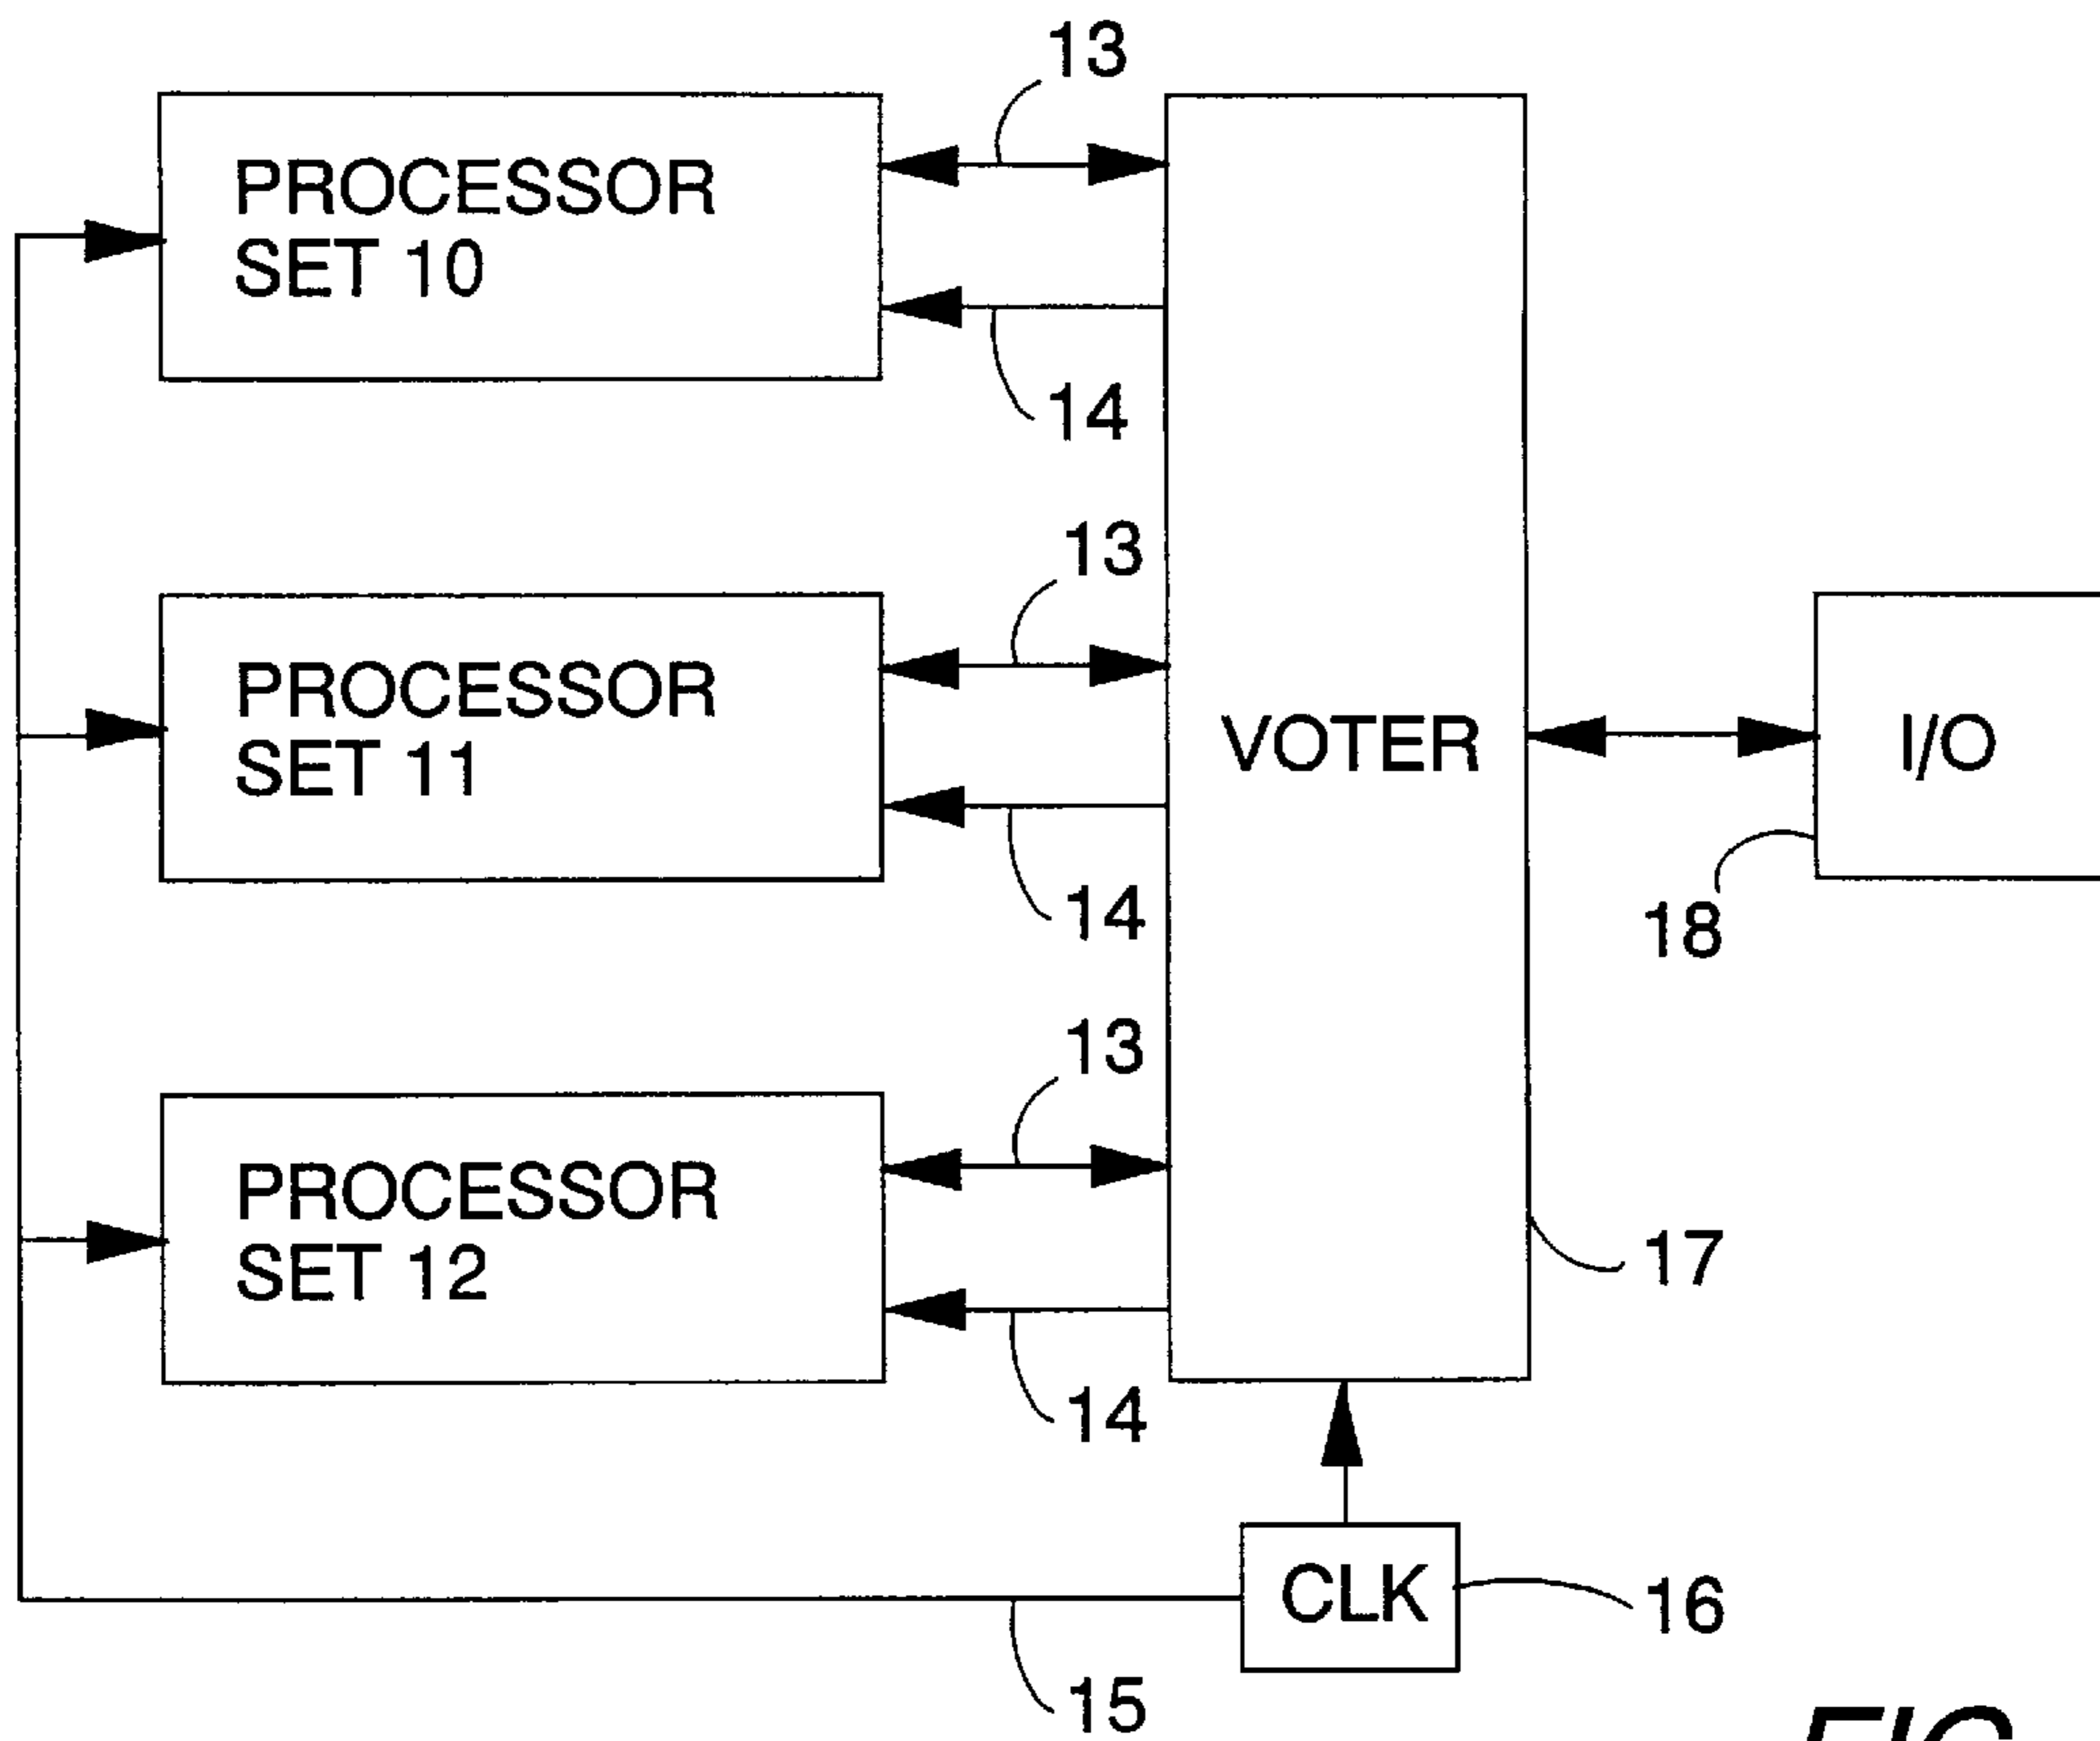 13
PROCESSOR
SET 10
14
13
PROCESSOR
SET 11
VOTER
I/O
14
18
13
PROCESSOR
SET 12
17
14
CLK
16
15